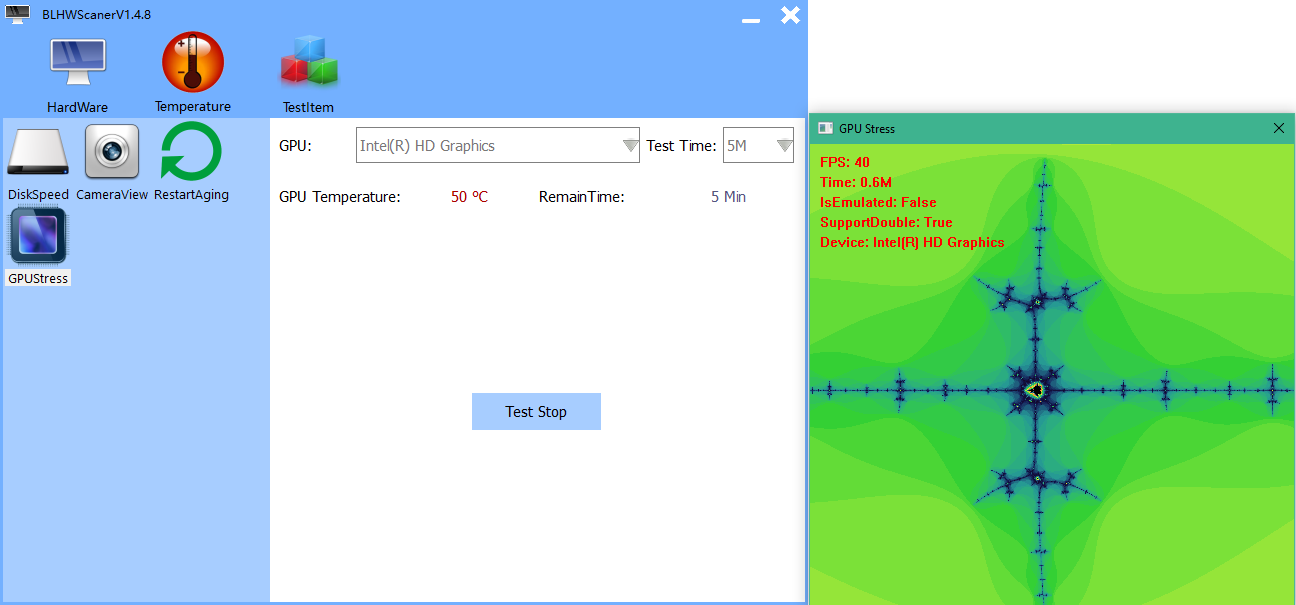 BLHWScanerV1.4.8
HardWare
Temperature
TestItem
DiskSpeed
CameraView
RestartAging
GPUStress
GPU:
Intel(R) HD Graphics
Test Time:
5M
GPU Temperature:
50 ºC
RemainTime:
5 Min
Test Stop
GPU Stress
FPS: 40
Time: 0.6M
IsEmulated: False
SupportDouble: True
Device: Intel(R) HD Graphics